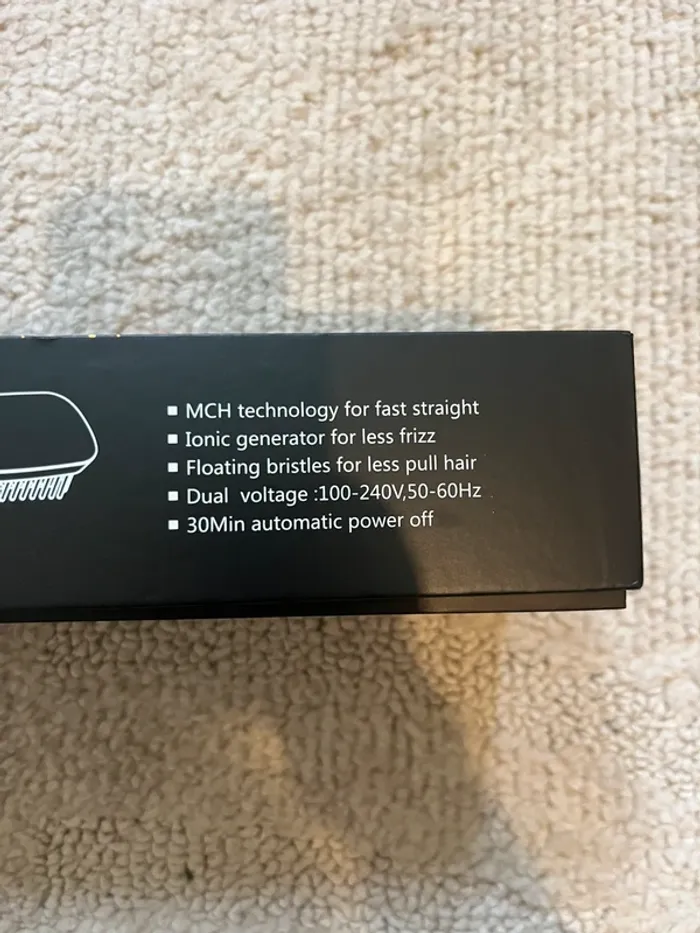 ▪ MCH technology for fast straight
▪ Ionic generator for less frizz
▪ Floating bristles for less pull hair
▪ Dual  voltage :100-240V,50-60Hz
▪ 30Min automatic power off